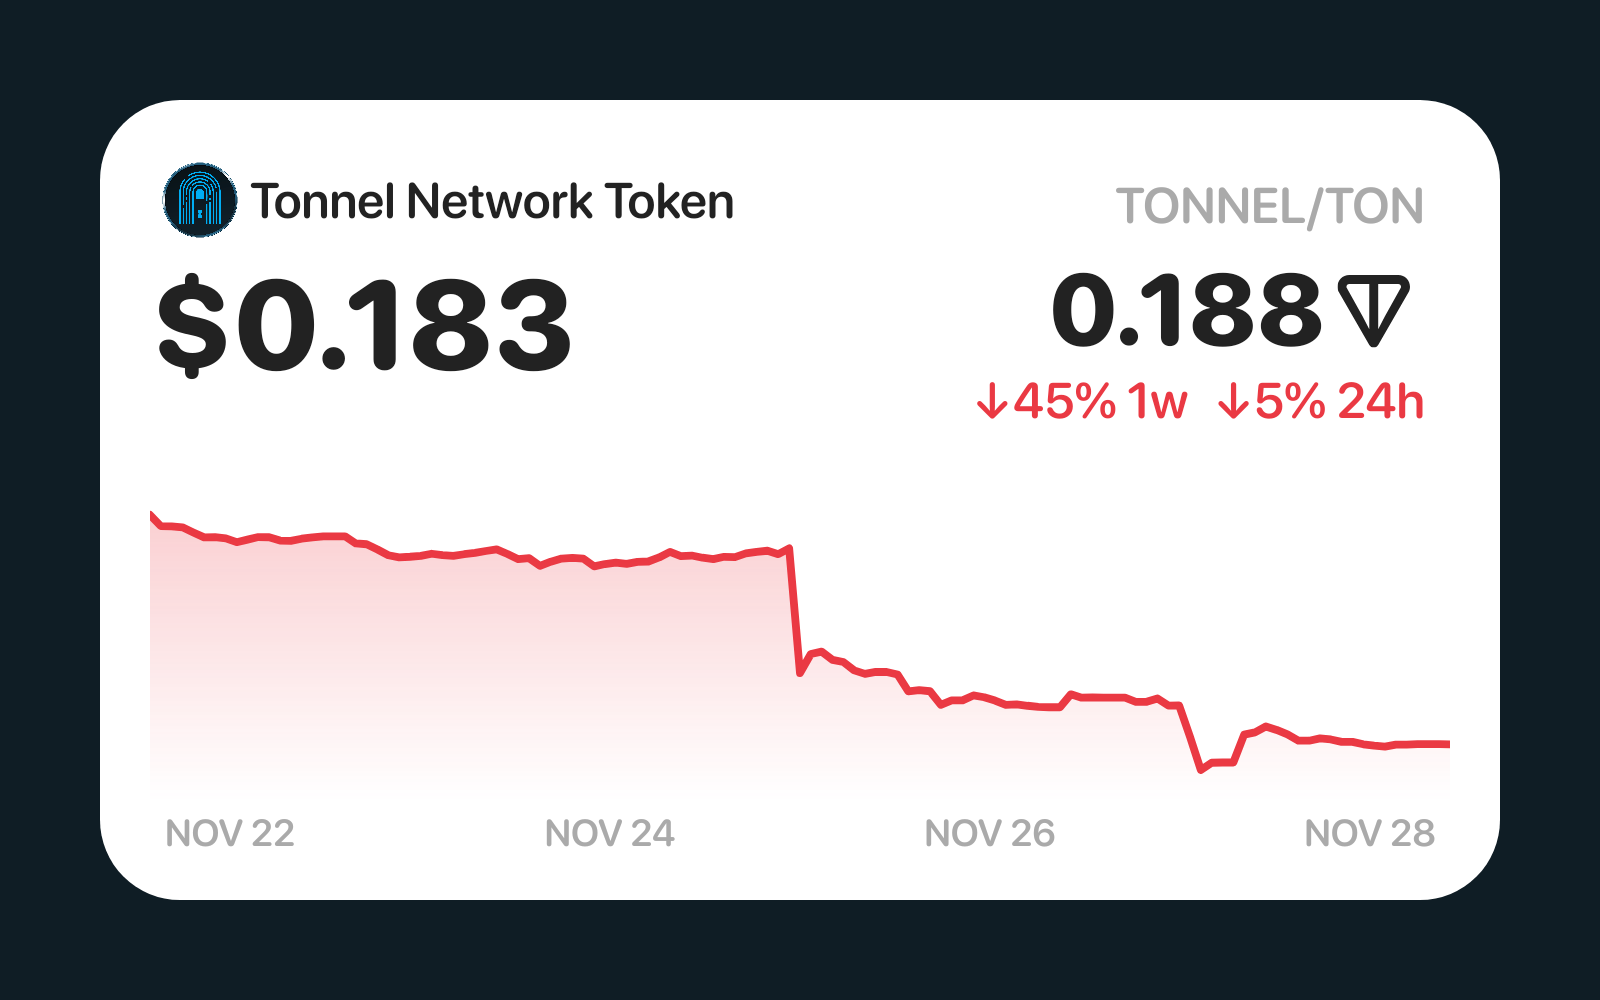 Tonnel Network Token
TONNEL/TON
$0.183
0.188
↓45% 1w ↓5% 24h
NOV 22
NOV 24
NOV 26
NOV 28